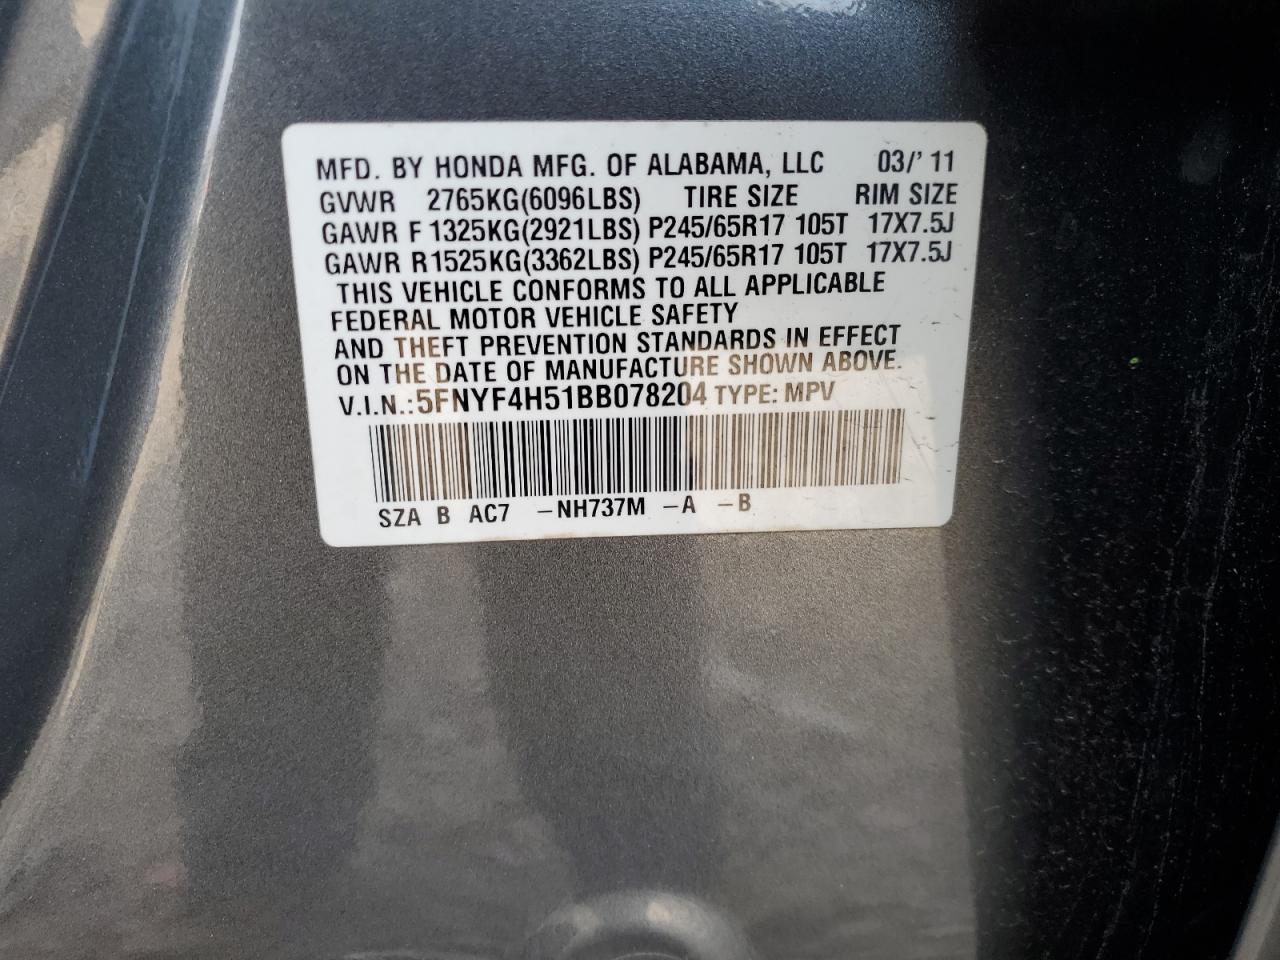 MFD. BY HONDA MFG. OF ALABAMA, LLC 03/'11
GVWR 2765KG(6096LBS) TIRE SIZE RIM SIZE
GAWR F 1325KG(2921LBS) P245/65R17 105T 17X7.5J
GAWR R1525KG(3362LBS) P245/65R17 105T 17X7.5J
THIS VEHICLE CONFORMS TO ALL APPLICABLE
FEDERAL MOTOR VEHICLE SAFETY
AND THEFT PREVENTION STANDARDS IN EFFECT
ON THE DATE OF MANUFACTURE SHOWN ABOVE.
V.I.N.:5FNYF4H51BB078204 TYPE: MPV
SZA B AC7 -NH737M -A -B